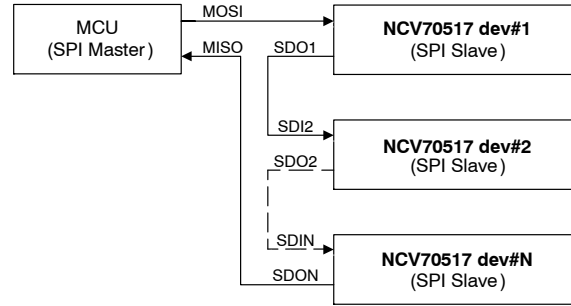 MCU
(SPI Master)
MOSI
MISO
NCV70517 dev#1
(SPI Slave)
SDO1
SDI2
NCV70517 dev#2
(SPI Slave)
SDO2
SDIN
NCV70517 dev#N
(SPI Slave)
SDON